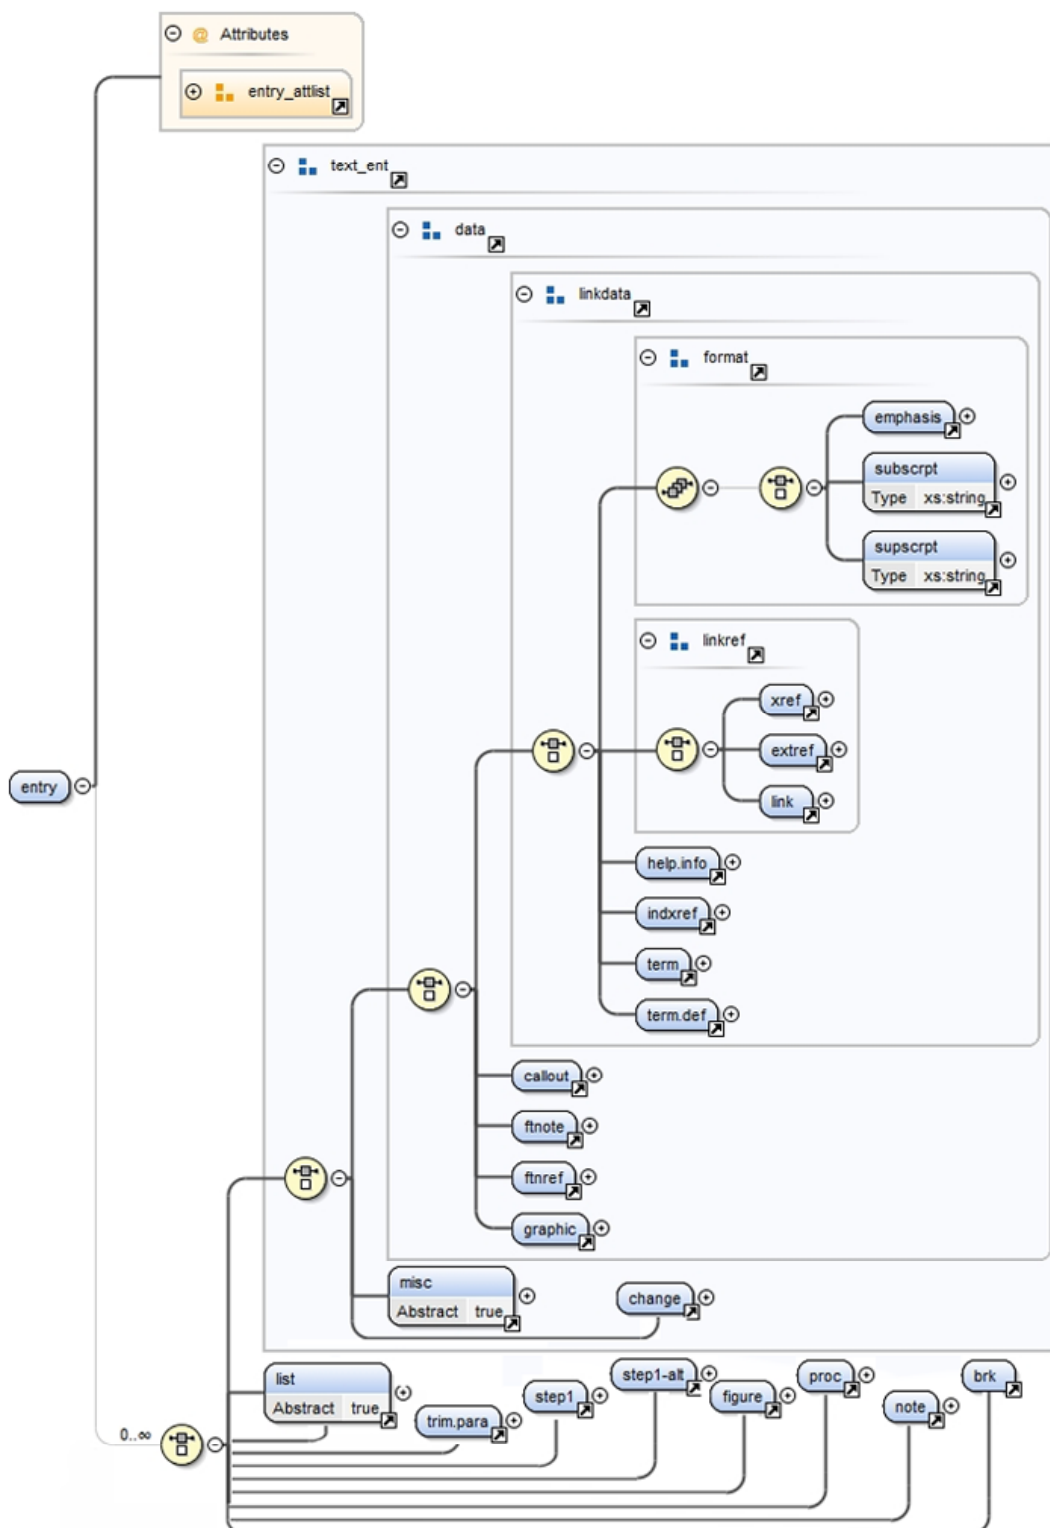 @ Attributes
entry_attlist
text_ent
data
linkdata
format
emphasis
subscrpt
Type xs:string
supscrpt
Type xs:string
linkref
xref
extref
link
entry
help.info
indxref
term
term.def
callout
ftnote
ftnref
graphic
misc
Abstract true
change
list
Abstract true
trim.para
step1
step1-alt
figure
proc
note
brk
0..∞